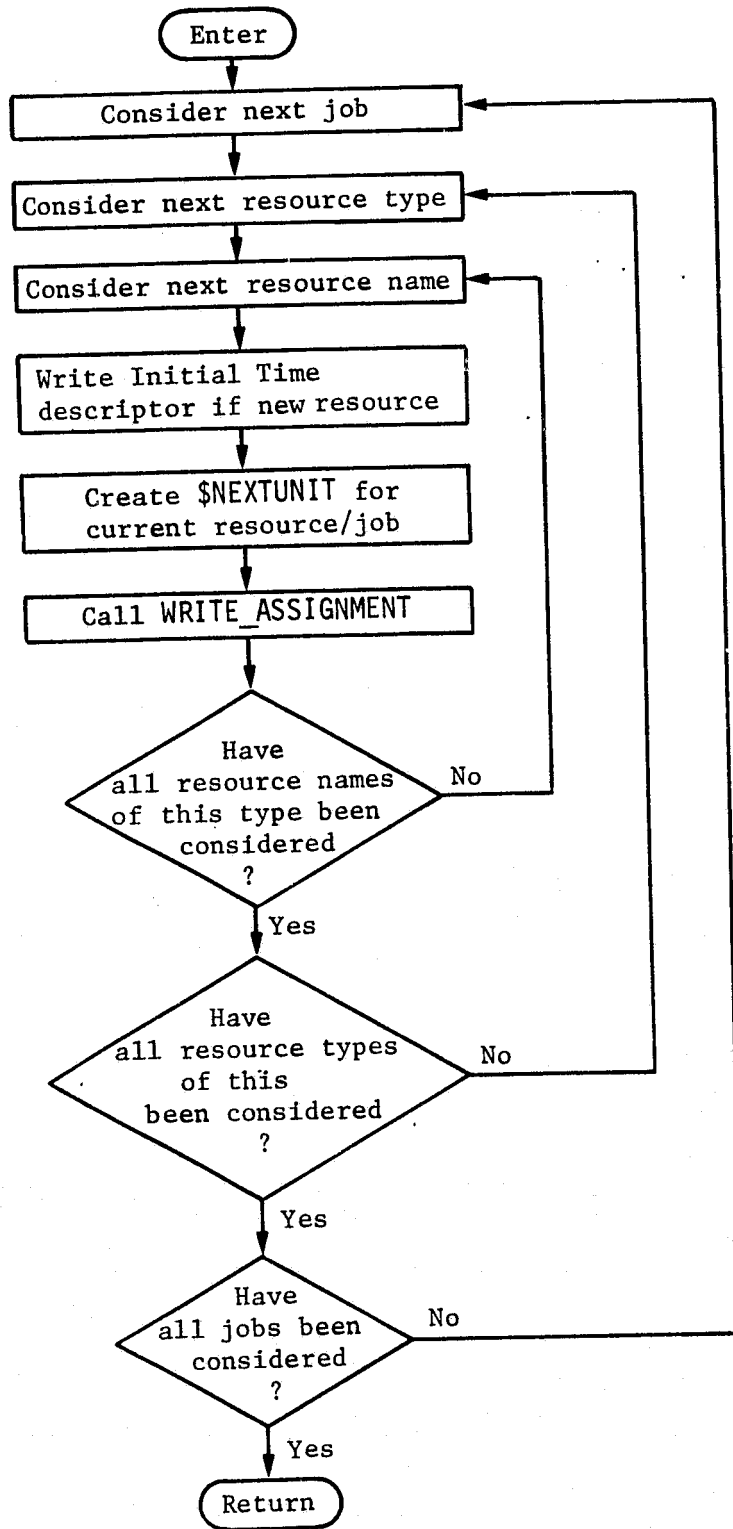 Enter
Consider next job
Consider next resource type
Consider next resource name
Write Initial Time
descriptor if new resource
Create $NEXTUNIT for
current resource/job
Call WRITE_ASSIGNMENT
Have
all resource names
of this type been
considered
?
No
Yes
Have
all resource types
of this
been considered
?
No
Yes
Have
all jobs been
considered
?
No
Yes
Return